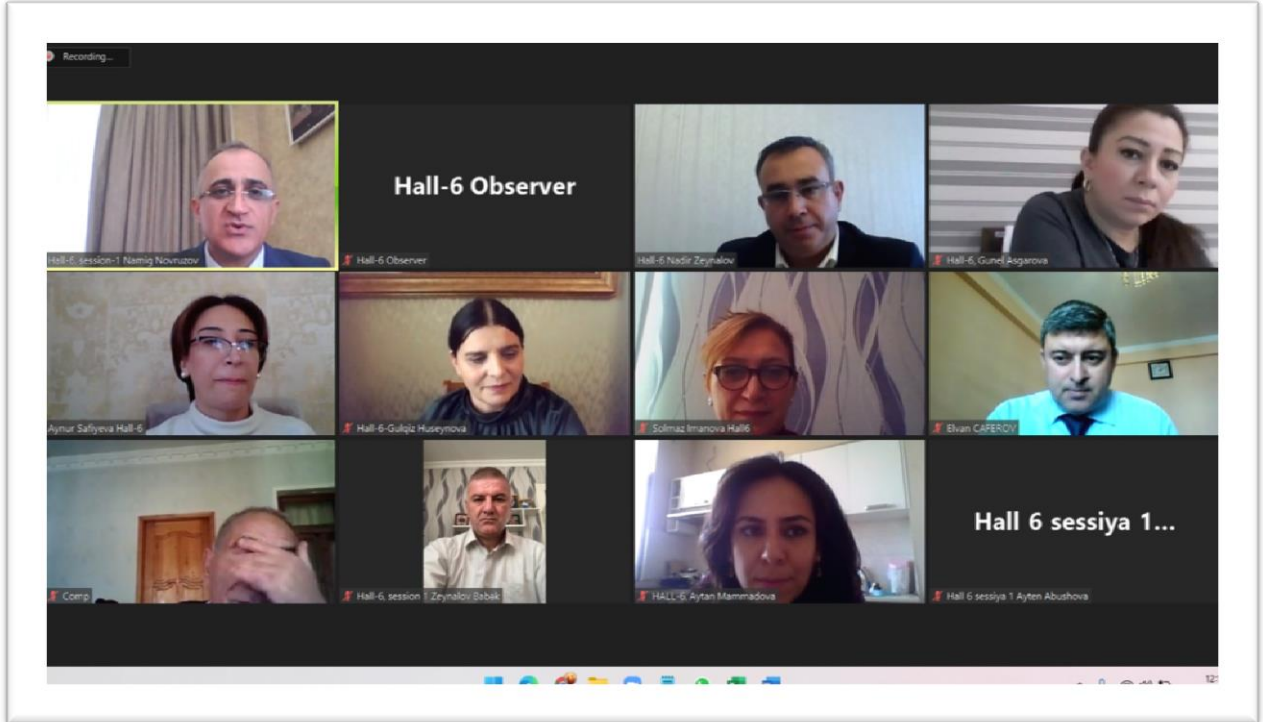 Recording...
Hall-6, session-1 Namig Novruzov
Hall-6 Observer
Hall-6 Observer
Hall-6 Nadir Zeynalov
Hall-6, Gunel Asgarova
Aynur Safiyeva Hall-6
Hall-6-Gulqiz Huseynova
Solmaz Imanova Hall6
Elvan CAFEROV
Comp
Hall-6, session 1 Zeynalov Babek
HALL-6, Aytan Mammadova
Hall 6 sessiya 1...
Hall 6 sessiya 1 Ayten Abushova